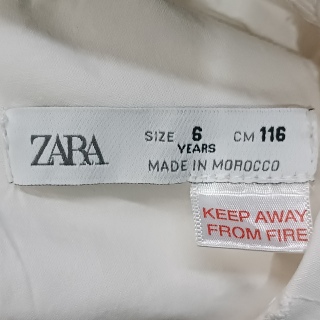 ZARA
SIZE 6 CM 116
YEARS
MADE IN MOROCCO
KEEP AWAY
FROM FIRE